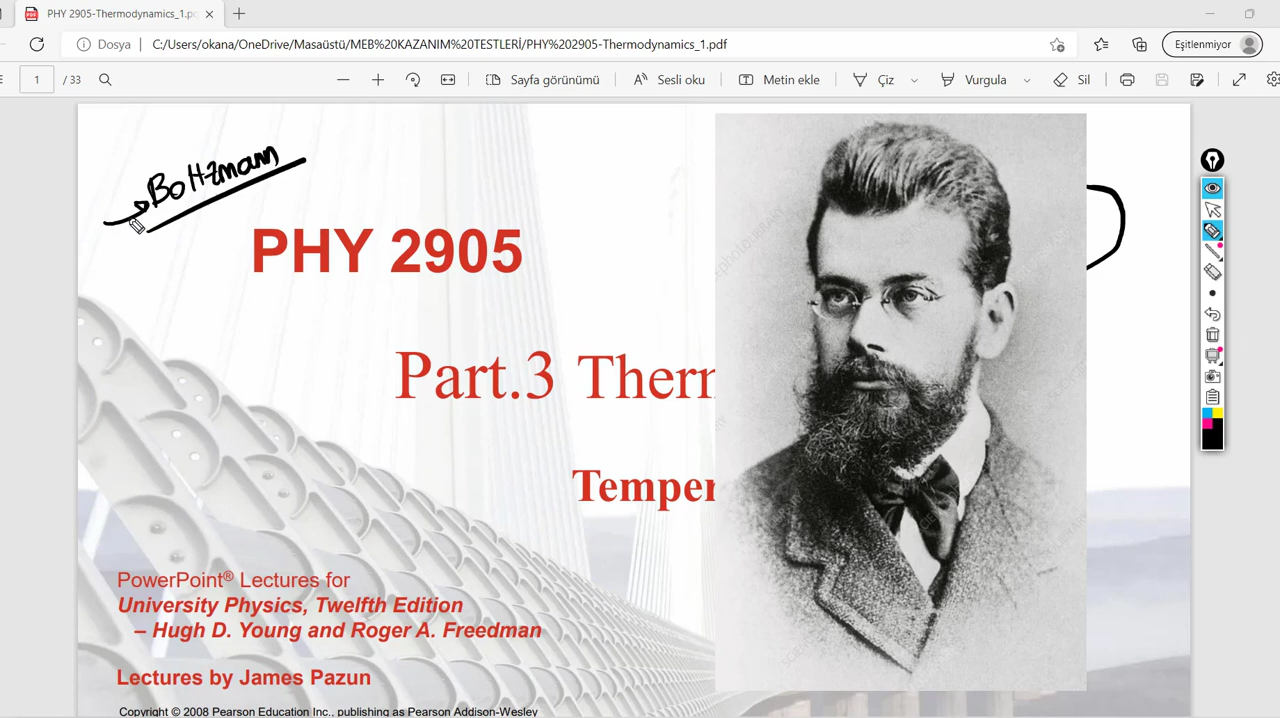 PHY 2905-Thermodynamics_1.pd
Dosya
C:/Users/okana/OneDrive/Masaüstü/MEB%20KAZANIM%20TESTLERİ/PHY%202905-Thermodynamics_1.pdf
Eşitlenmiyor
1 / 33
Sayfa görünümü
Sesli oku
Metin ekle
Çiz
Vurgula
Sil
Boltzmann
PHY 2905
Part.3 Therm
Temper
PowerPoint® Lectures for
University Physics, Twelfth Edition
– Hugh D. Young and Roger A. Freedman
Lectures by James Pazun
Copyright © 2008 Pearson Education Inc., publishing as Pearson Addison-Wesley